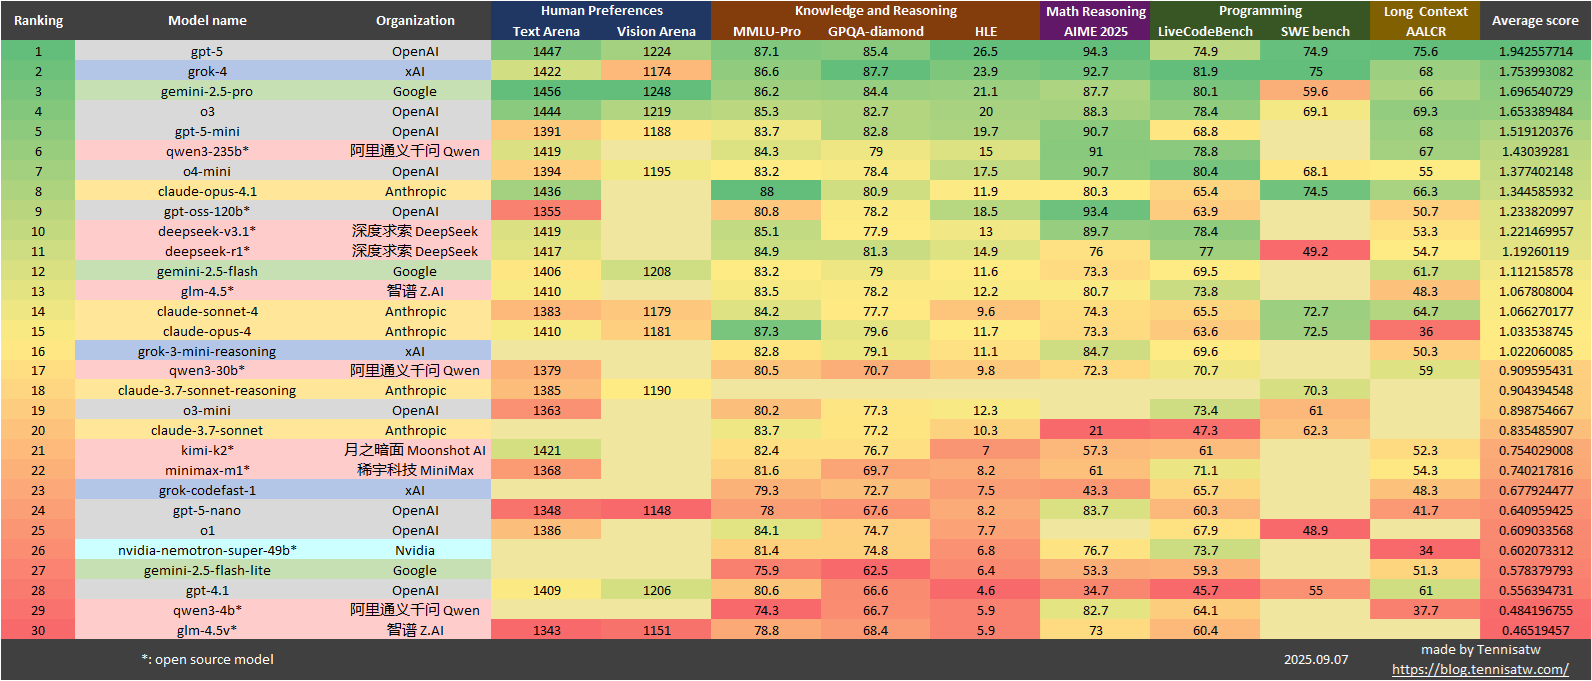 Ranking Model name Organization Human Preferences Knowledge and Reasoning Math Reasoning Programming Long Context Average score
Text Arena Vision Arena MMLU-Pro GPQA-diamond HLE AIME 2025 LiveCodeBench SWE bench AALCR
1 gpt-5 OpenAI 1447 1224 87.1 85.4 26.5 94.3 74.9 74.9 75.6 1.942557714
2 grok-4 xAI 1422 1174 86.6 87.7 23.9 92.7 81.9 75 68 1.753993082
3 gemini-2.5-pro Google 1456 1248 86.2 84.4 21.1 87.7 80.1 59.6 66 1.696540729
4 o3 OpenAI 1444 1219 85.3 82.7 20 88.3 78.4 69.1 69.3 1.653389484
5 gpt-5-mini OpenAI 1391 1188 83.7 82.8 19.7 90.7 68.8 68 1.519120376
6 qwen3-235b* 阿里通义千问 Qwen 1419 84.3 79 15 91 78.8 67 1.43039281
7 o4-mini OpenAI 1394 1195 83.2 78.4 17.5 90.7 80.4 68.1 55 1.377402148
8 claude-opus-4.1 Anthropic 1436 88 80.9 11.9 80.3 65.4 74.5 66.3 1.344585932
9 gpt-oss-120b* OpenAI 1355 80.8 78.2 18.5 93.4 63.9 50.7 1.233820997
10 deepseek-v3.1* 深度求索 DeepSeek 1419 85.1 77.9 13 89.7 78.4 53.3 1.221469957
11 deepseek-r1* 深度求索 DeepSeek 1417 84.9 81.3 14.9 76 77 49.2 54.7 1.19260119
12 gemini-2.5-flash Google 1406 1208 83.2 79 11.6 73.3 69.5 61.7 1.112158578
13 glm-4.5* 智谱 Z.AI 1410 83.5 78.2 12.2 80.7 73.8 48.3 1.067808004
14 claude-sonnet-4 Anthropic 1383 1179 84.2 77.7 9.6 74.3 65.5 72.7 64.7 1.066270177
15 claude-opus-4 Anthropic 1410 1181 87.3 79.6 11.7 73.3 63.6 72.5 36 1.033538745
16 grok-3-mini-reasoning xAI 82.8 79.1 11.1 84.7 69.6 50.3 1.022060085
17 qwen3-30b* 阿里通义千问 Qwen 1379 80.5 70.7 9.8 72.3 70.7 59 0.909595431
18 claude-3.7-sonnet-reasoning Anthropic 1385 1190 70.3 0.904394548
19 o3-mini OpenAI 1363 80.2 77.3 12.3 73.4 61 0.898754667
20 claude-3.7-sonnet Anthropic 83.7 77.2 10.3 21 47.3 62.3 0.835485907
21 kimi-k2* 月之暗面 Moonshot AI 1421 82.4 76.7 7 57.3 61 52.3 0.754029008
22 minimax-m1* 稀宇科技 MiniMax 1368 81.6 69.7 8.2 61 71.1 54.3 0.740217816
23 grok-codefast-1 xAI 79.3 72.7 7.5 43.3 65.7 48.3 0.677924477
24 gpt-5-nano OpenAI 1348 1148 78 67.6 8.2 83.7 60.3 41.7 0.640959425
25 o1 OpenAI 1386 84.1 74.7 7.7 67.9 48.9 0.609033568
26 nvidia-nemotron-super-49b* Nvidia 81.4 74.8 6.8 76.7 73.7 34 0.602073312
27 gemini-2.5-flash-lite Google 75.9 62.5 6.4 53.3 59.3 51.3 0.578379793
28 gpt-4.1 OpenAI 1409 1206 80.6 66.6 4.6 34.7 45.7 55 61 0.556394731
29 qwen3-4b* 阿里通义千问 Qwen 74.3 66.7 5.9 82.7 64.1 37.7 0.484196755
30 glm-4.5v* 智谱 Z.AI 1343 1151 78.8 68.4 5.9 73 60.4 0.46519457
*: open source model 2025.09.07 made by Tennisatw
https://blog.tennisatw.com/